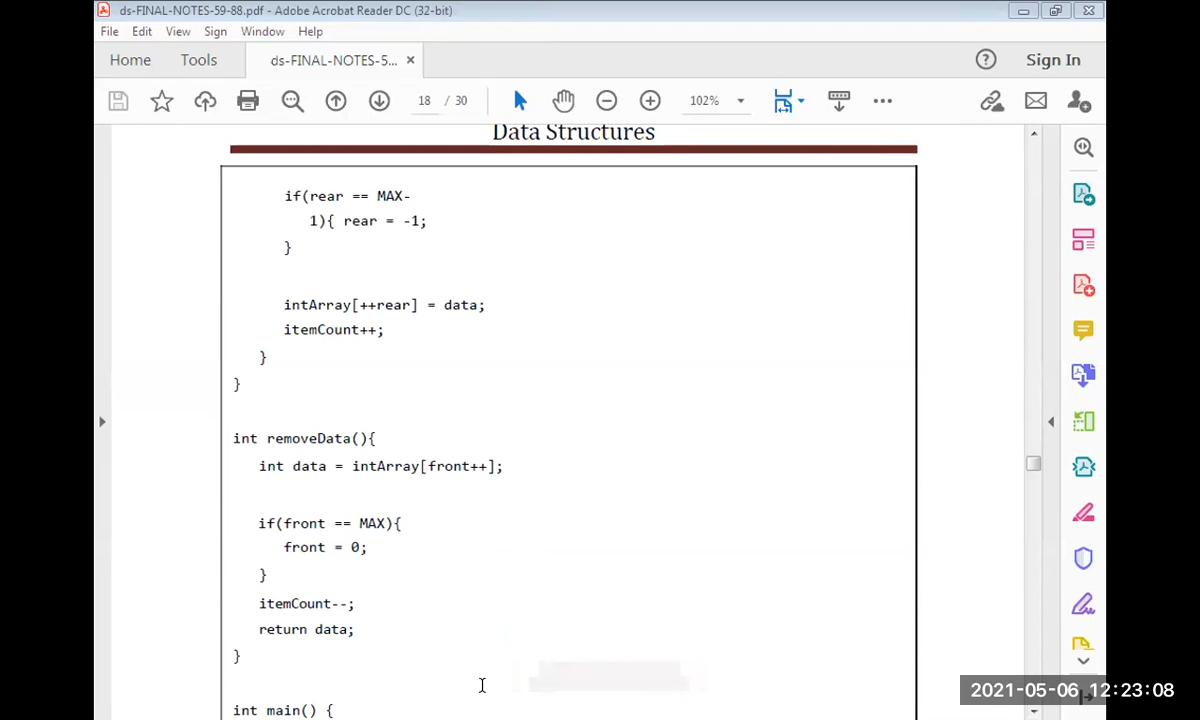 ds-FINAL-NOTES-59-88.pdf - Adobe Acrobat Reader DC (32-bit)
File Edit View Sign Window Help
Home Tools ds-FINAL-NOTES-5... × Sign In
18 / 30 102%
Data Structures
if(rear == MAX-
1){ rear = -1;
}
intArray[++rear] = data;
itemCount++;
}
}
int removeData(){
int data = intArray[front++];
if(front == MAX){
front = 0;
}
itemCount--;
return data;
}
int main() {
2021-05-06 12:23:08